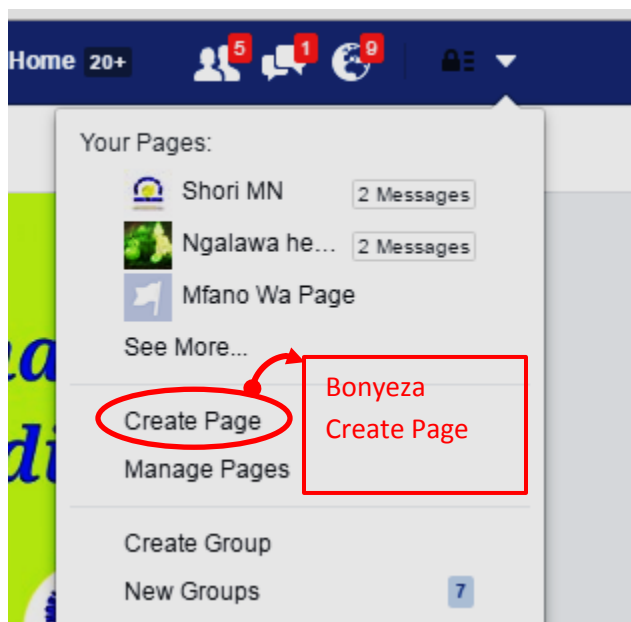 Home 20+ 5 1 9
Your Pages:
Shori MN 2 Messages
Ngalawa he... 2 Messages
Mfano Wa Page
See More...
Bonyeza
Create Page
Create Page
Manage Pages
Create Group
New Groups 7